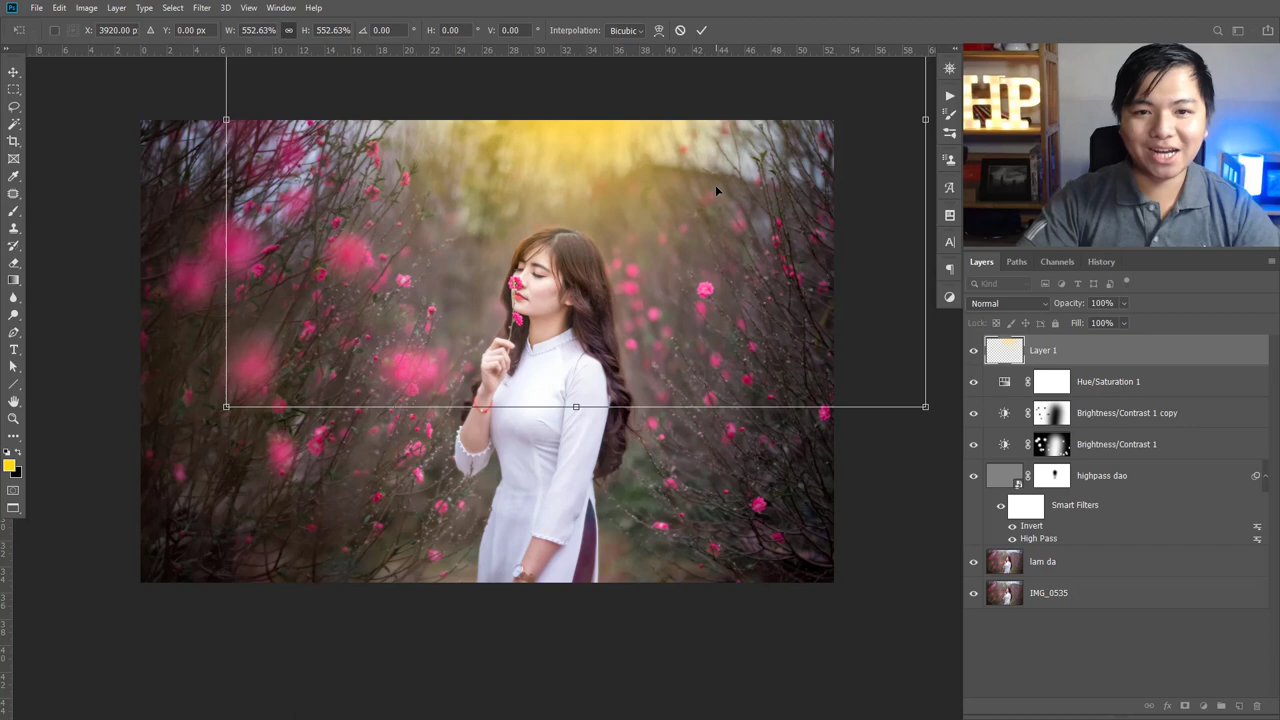 File Edit Image Layer Type Select Filter 3D View Window Help
X: 3920.00 p Y: 0.00 px W: 552.63% H: 552.63% 0.00 ° H: 0.00 ° V: 0.00 ° Interpolation: Bicubic
HP
Layers Paths Channels History
Kind
Normal Opacity: 100%
Lock: Fill: 100%
Layer 1
Hue/Saturation 1
Brightness/Contrast 1 copy
Brightness/Contrast 1
highpass dao
Smart Filters
Invert
High Pass
lam da
IMG_0535